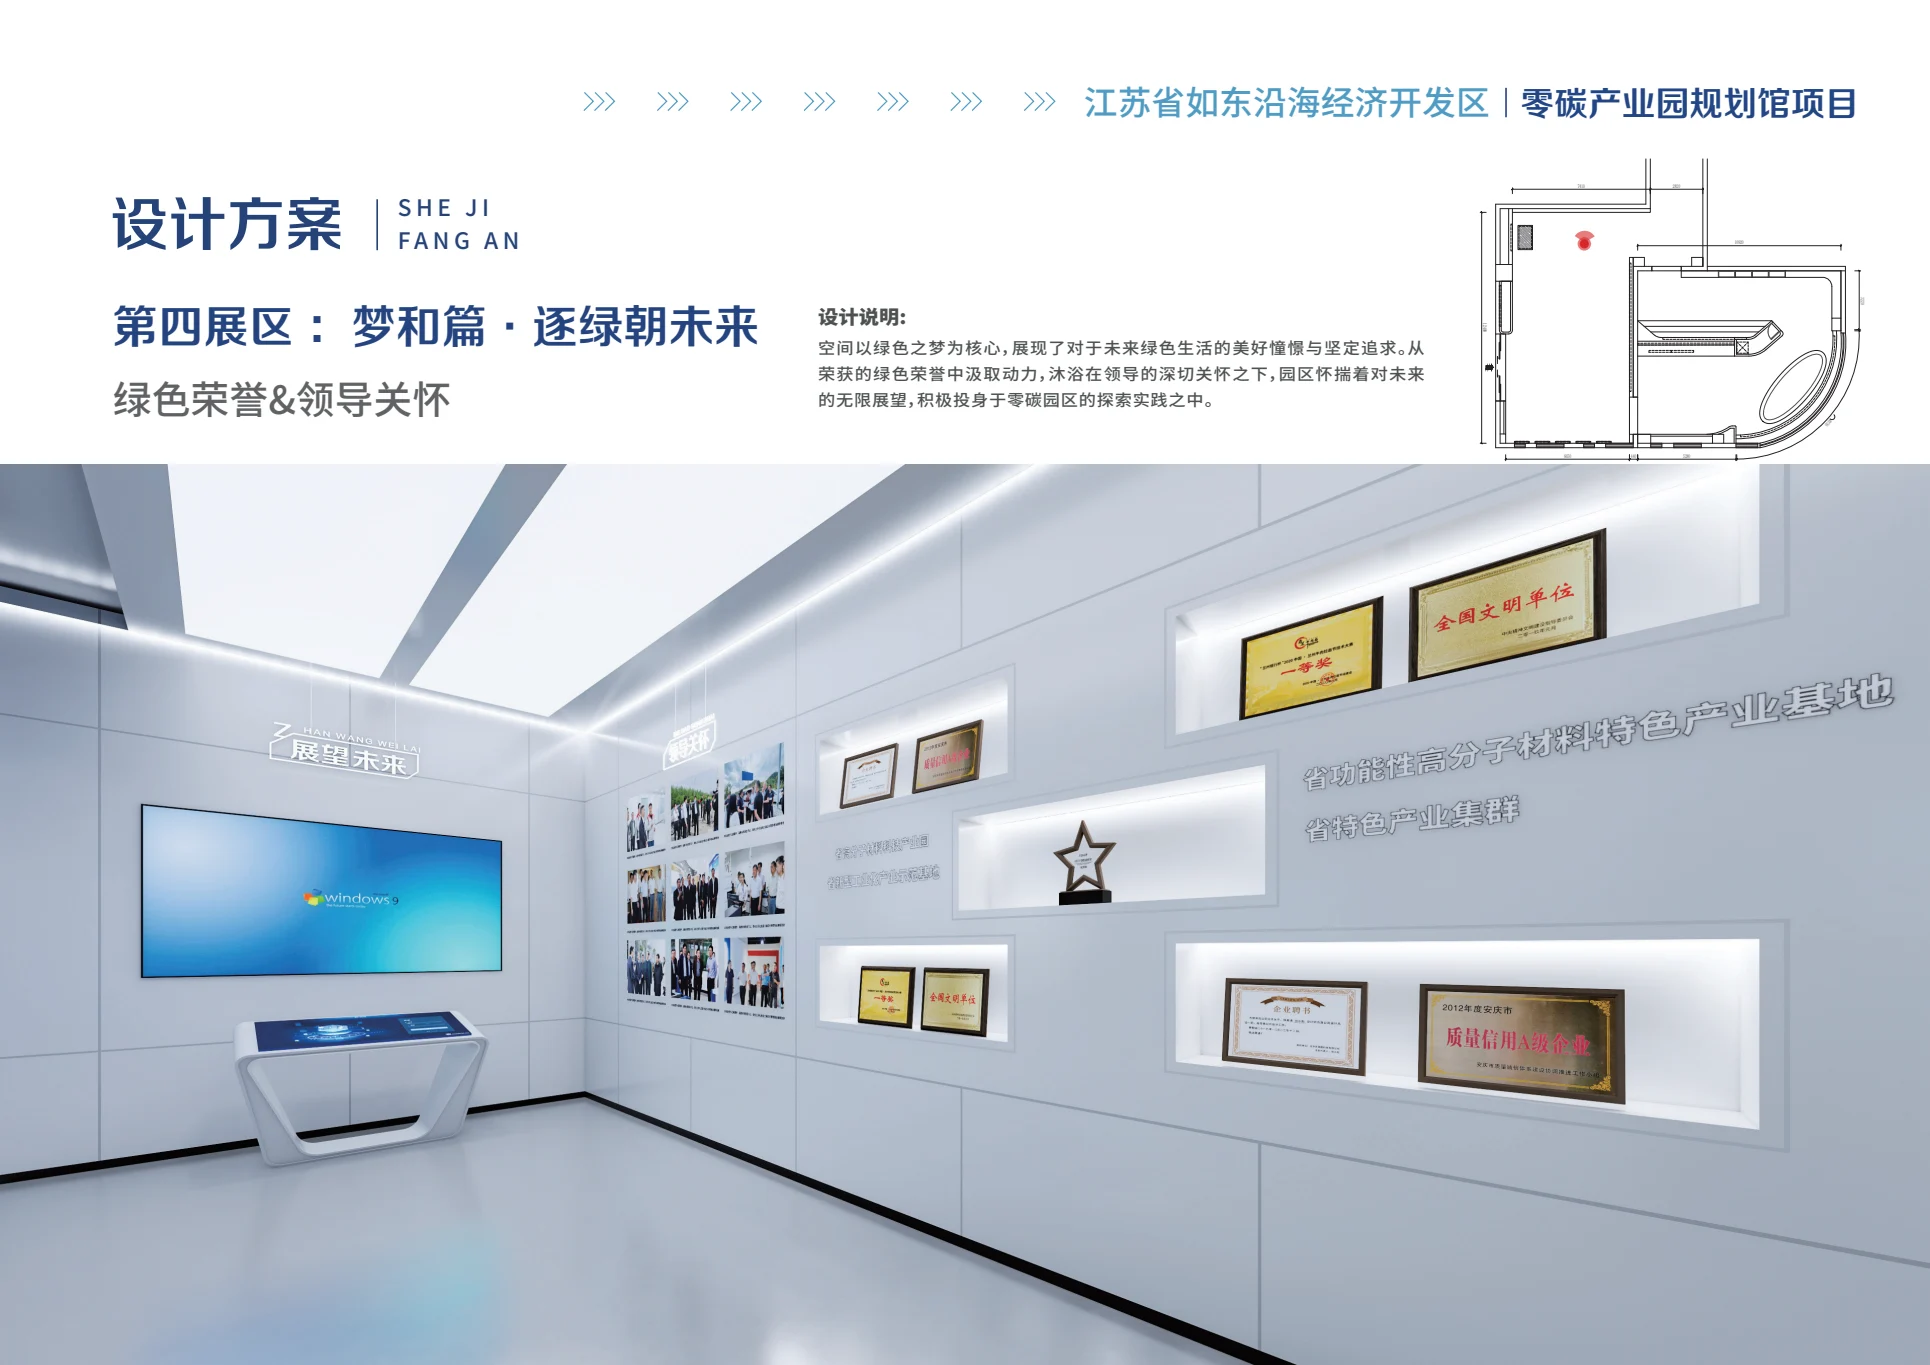 江苏省如东沿海经济开发区 | 零碳产业园规划馆项目
设计方案
SHE JI
FANG AN
第四展区：梦和篇·逐绿朝未来
绿色荣誉&领导关怀
设计说明:
空间以绿色之梦为核心,展现了对于未来绿色生活的美好憧憬与坚定追求。从
荣获的绿色荣誉中汲取动力,沐浴在领导的深切关怀之下,园区怀揣着对未来
的无限展望,积极投身于零碳园区的探索实践之中。
HAN WANG WEI LAI
展望未来
领导关怀
windows 9
质量信用A级企业
一等奖
全国文明单位
省功能性高分子材料特色产业基地
省特色产业集群
一等奖
全国文明单位
企业聘书
2012年度安庆市
质量信用A级企业